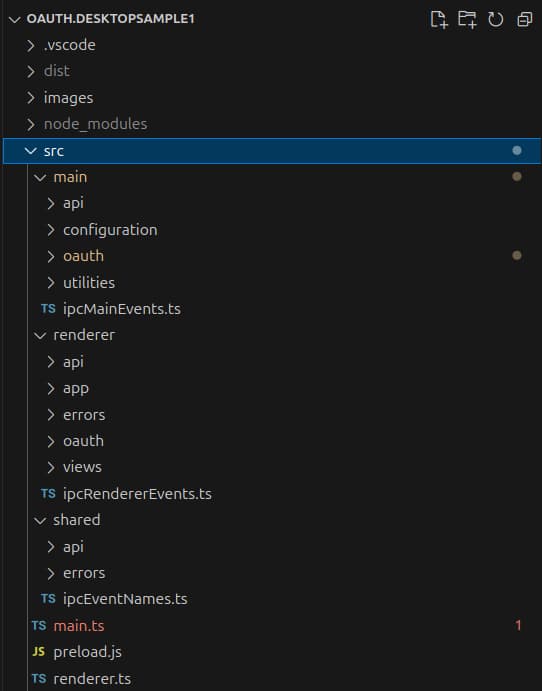 OAUTH.DESKTOPSAMPLE1
.vscode
dist
images
node_modules
src
main
api
configuration
oauth
utilities
TS ipcMainEvents.ts
renderer
api
app
errors
oauth
views
TS ipcRendererEvents.ts
shared
api
errors
TS ipcEventNames.ts
TS main.ts 1
JS preload.js
TS renderer.ts